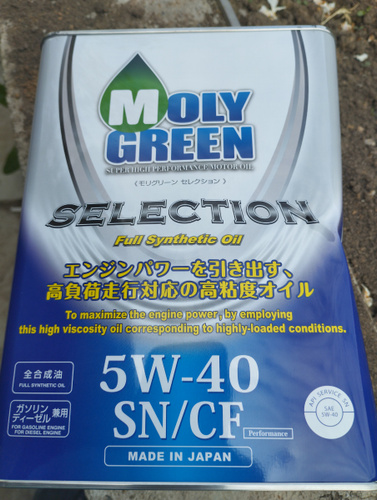 MOLY
GREEN
SUPER HIGH PERFORMANCE MOTOR OIL
《モリグリーン セレクション》
SELECTION
Full Synthetic Oil
エンジンパワーを引き出す、
高負荷走行対応の高粘度オイル
To maximize the engine power, by employing
this high viscosity oil corresponding to highly-loaded conditions.
全合成油
FULL SYNTHETIC OIL
5W-40
ガソリン
ディーゼル
兼用
FOR GASOLINE ENGINE
FOR DIESEL ENGINE
SN/CF
Performance
API SERVICE SN
SAE
5W-40
MADE IN JAPAN